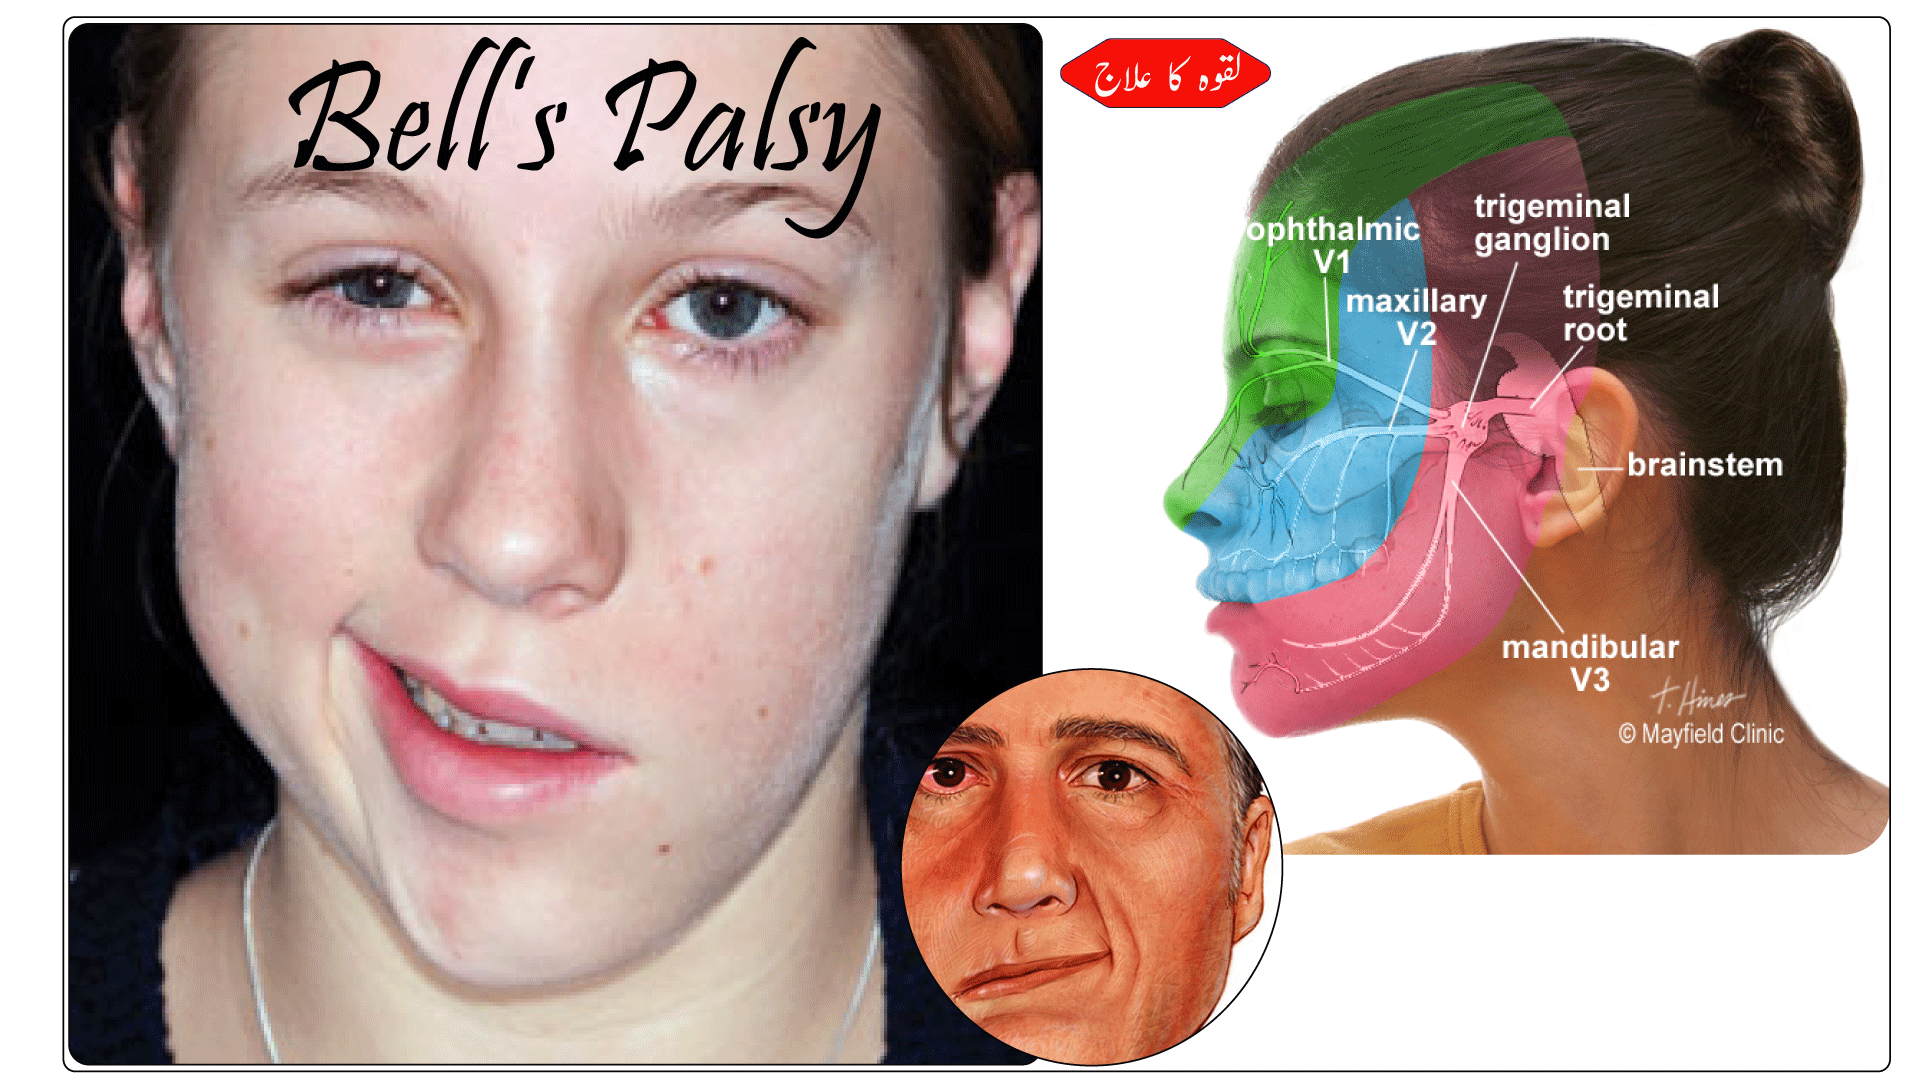 Bell's Palsy
لقوہ کا علاج
ophthalmic
V1
trigeminal
ganglion
maxillary
V2
trigeminal
root
brainstem
mandibular
V3
T. Hines
© Mayfield Clinic